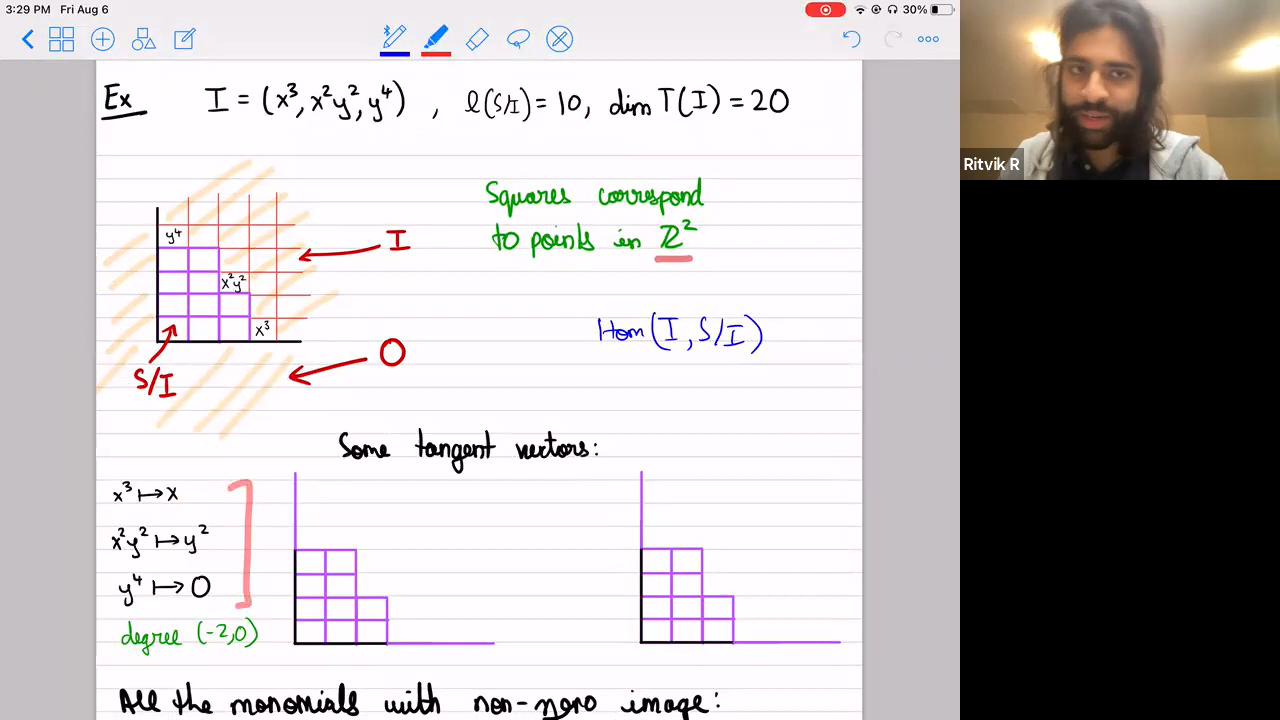 3:29 PM Fri Aug 6
30%
Ex I = (x³, x²y², y⁴) , l(S/I) = 10, dim T(I) = 20
Ritvik R
Squares correspond
to points in ℤ²
y⁴
I
x²y²
x³
Hom(I, S/I)
O
S/I
Some tangent vectors:
x³ ↦ x
x²y² ↦ y²
y⁴ ↦ 0
degree (-2,0)
All the monomials with non-zero image: